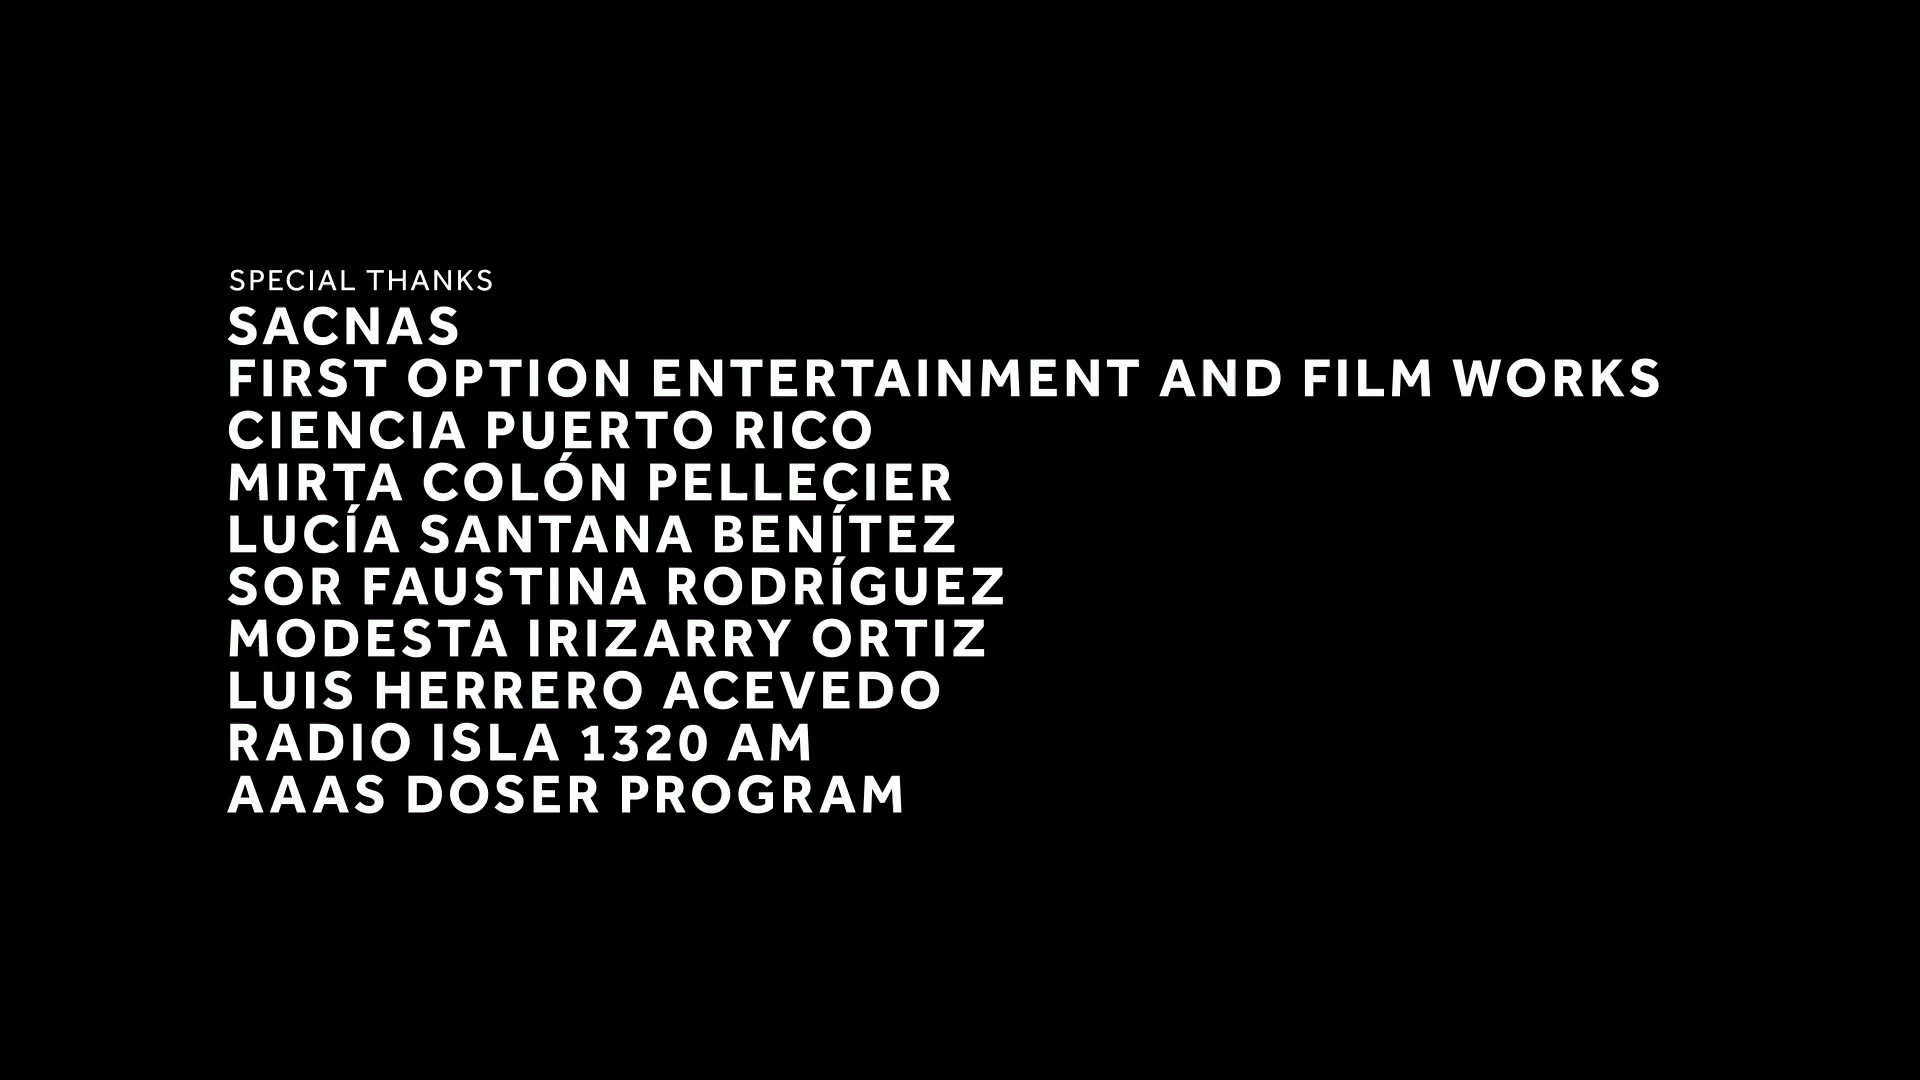 SPECIAL THANKS
SACNAS
FIRST OPTION ENTERTAINMENT AND FILM WORKS
CIENCIA PUERTO RICO
MIRTA COLÓN PELLECIER
LUCÍA SANTANA BENÍTEZ
SOR FAUSTINA RODRÍGUEZ
MODESTA IRIZARRY ORTIZ
LUIS HERRERO ACEVEDO
RADIO ISLA 1320 AM
AAAS DOSER PROGRAM